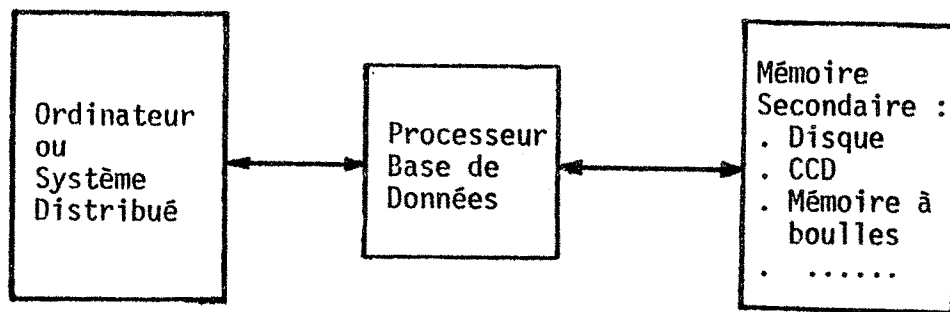 Ordinateur
ou
Système
Distribué
Processeur
Base de
Données
Mémoire
Secondaire :
. Disque
. CCD
. Mémoire à
boulles
. ......